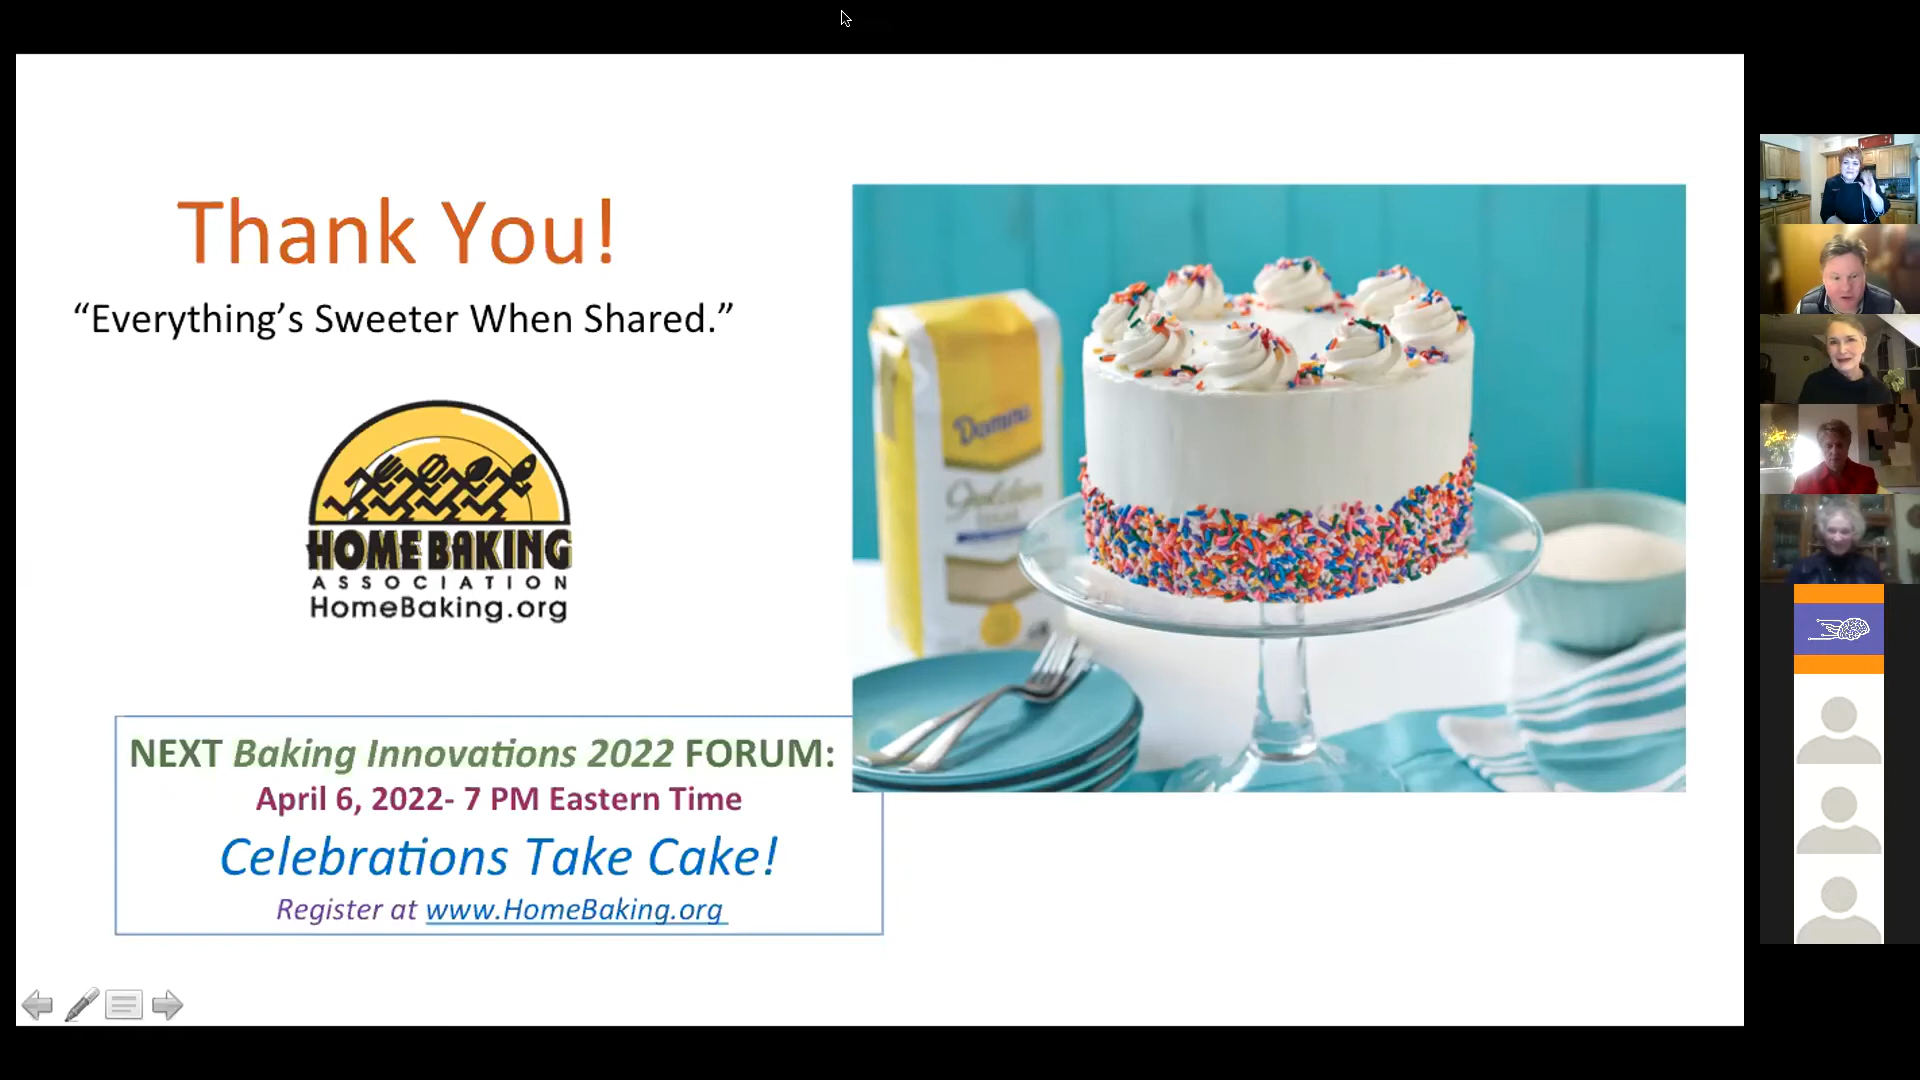 Thank You!
“Everything’s Sweeter When Shared.”
HOME BAKING
ASSOCIATION
HomeBaking.org
NEXT Baking Innovations 2022 FORUM:
April 6, 2022- 7 PM Eastern Time
Celebrations Take Cake!
Register at www.HomeBaking.org
Domino
Golden